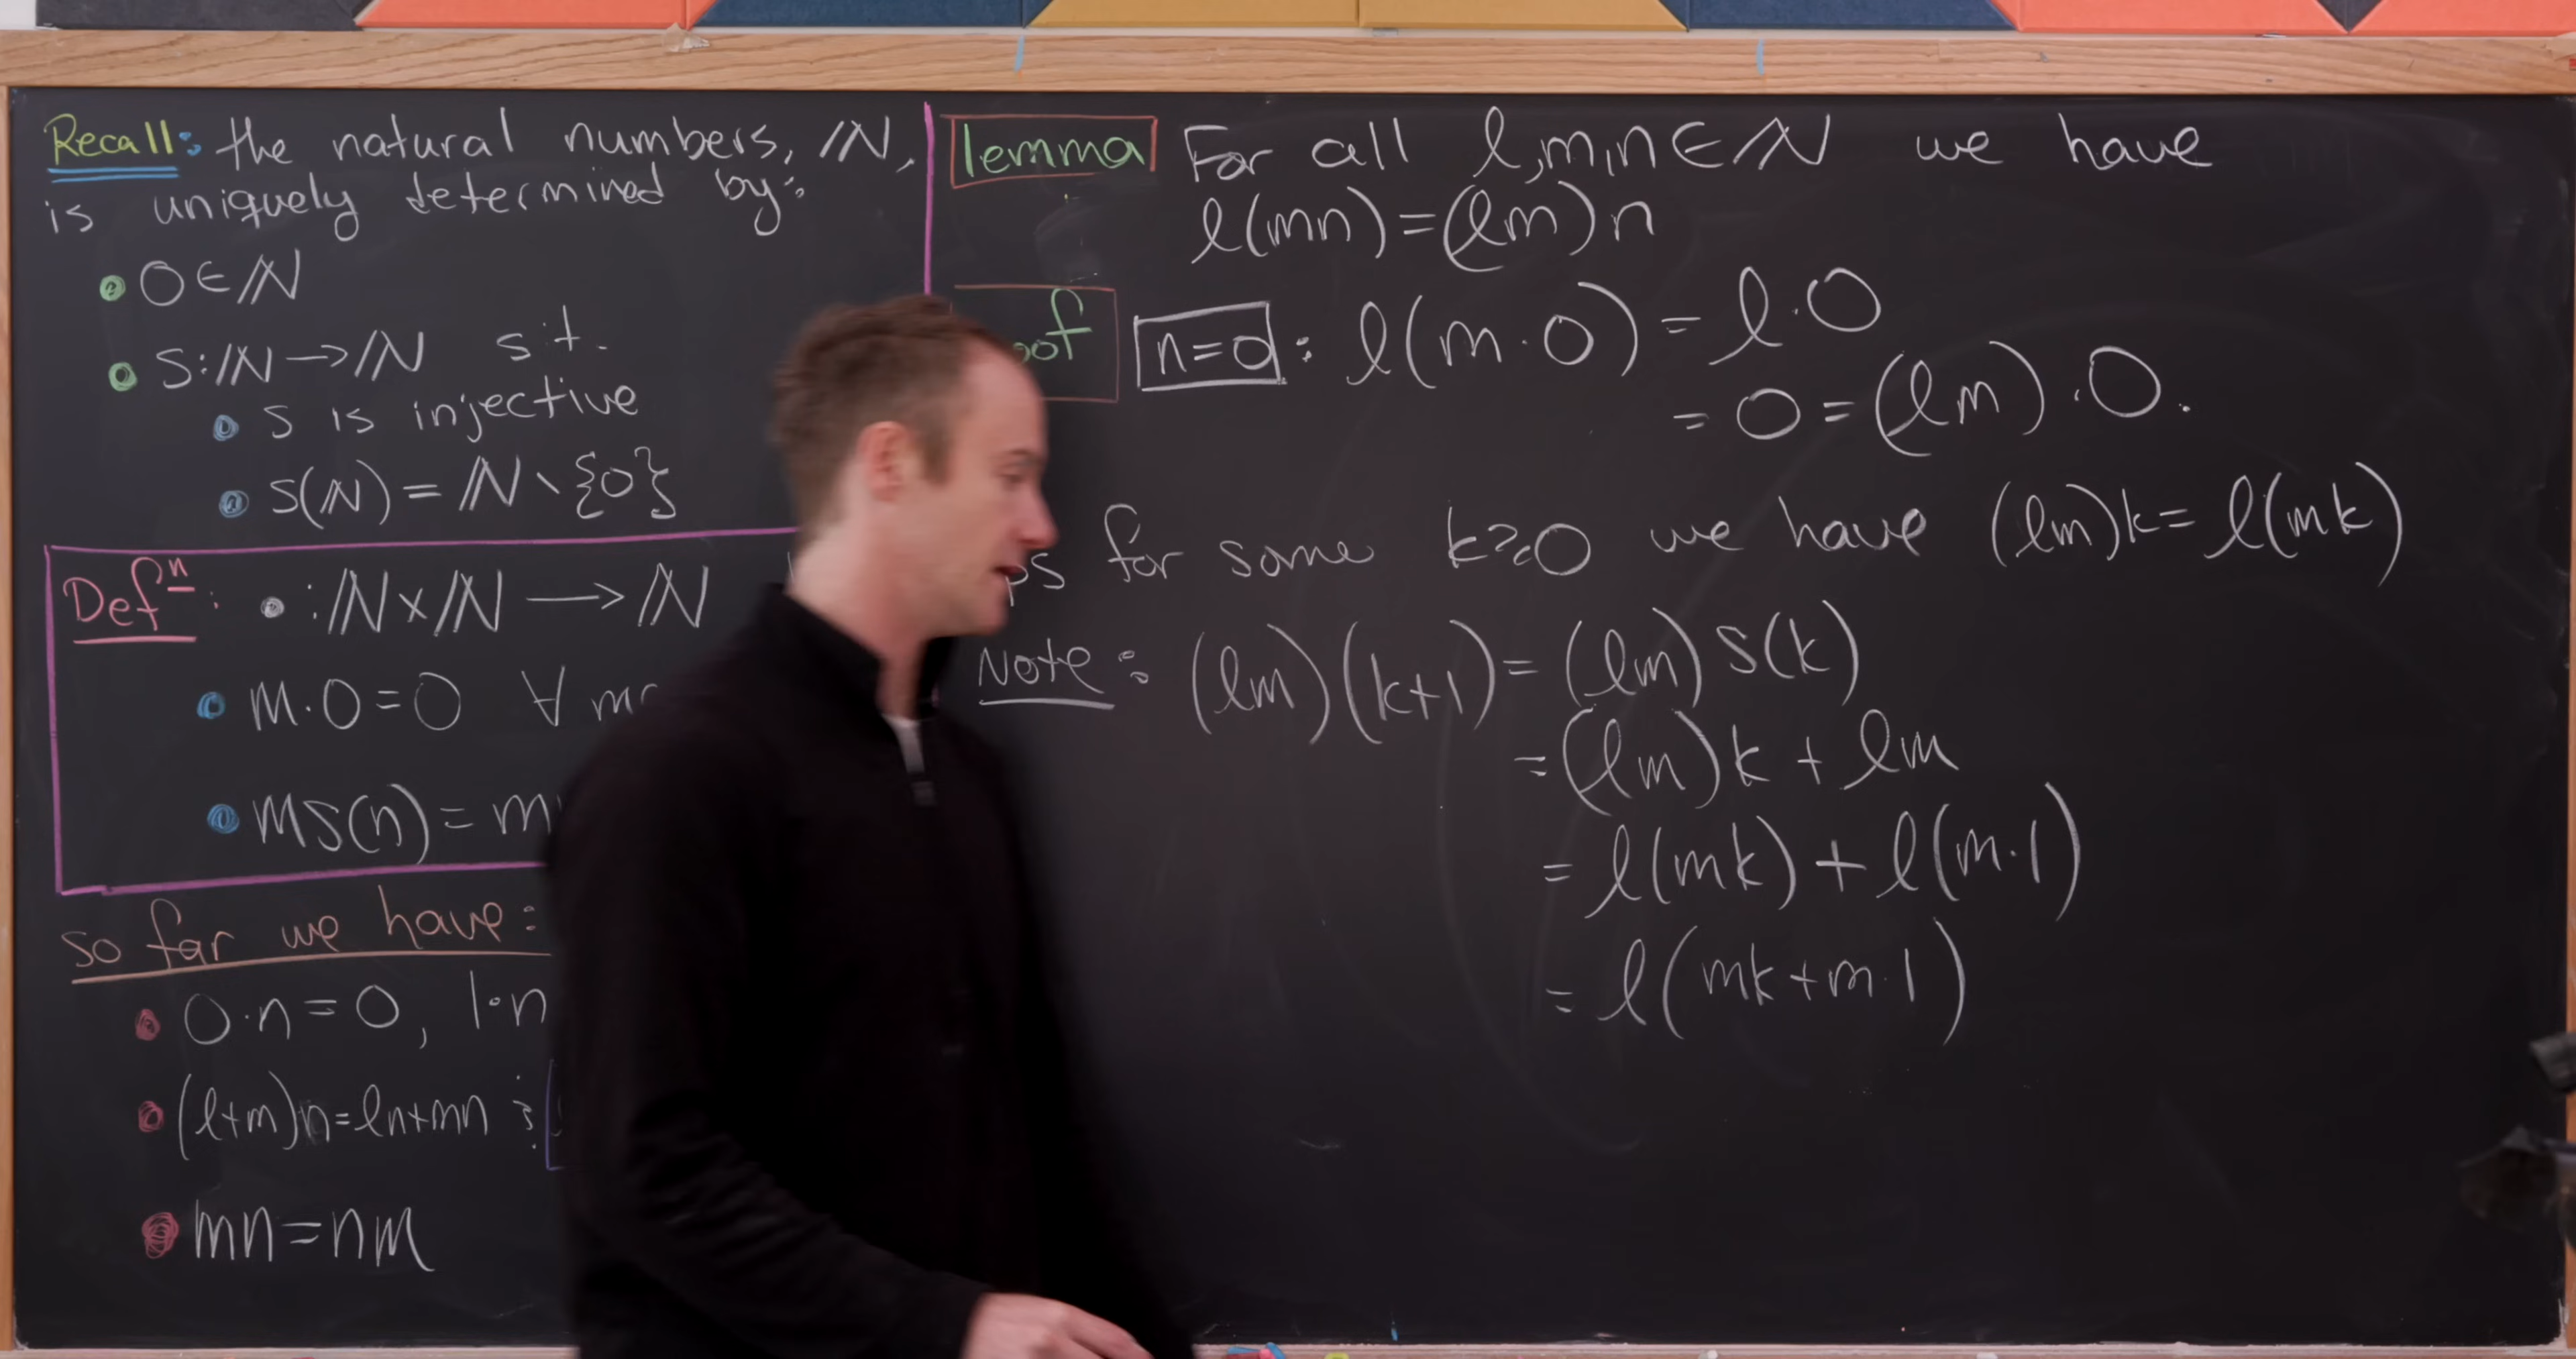 Recall: the natural numbers, ℕ,
is uniquely determined by:
• 0∈ℕ
• S:ℕ→ℕ s.t.
• S is injective
• S(ℕ) = ℕ∖{0}
Defⁿ: • :ℕ×ℕ ⟶ ℕ
• m·0=0 ∀
• mS(n)= m
so far we have:
• 0·n=0, 1·n
• (l+m)n=ln+mn ;
• mn=nm
lemma For all l,m,n∈ℕ we have
l(mn)=(lm)n
n=0: l(m·0) = l·0
= 0=(lm)·0.
for some k≥0 we have (lm)k= l(mk)
Note: (lm)(k+1)=(lm)S(k)
=(lm)k + lm
= l(mk)+l(m·1)
= l(mk+m·1)